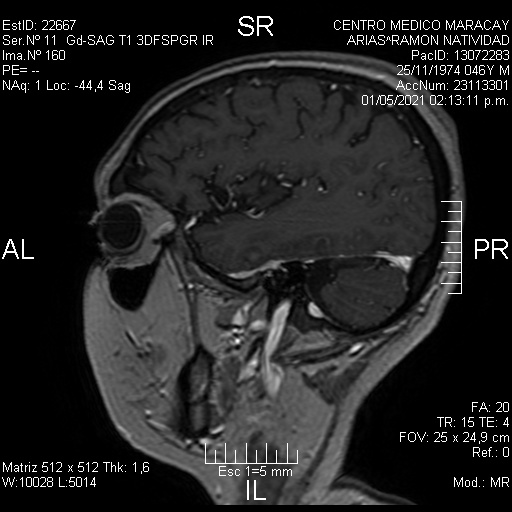 EstID: 22667
Ser.Nº 11 Gd-SAG T1 3DFSPGR IR
Ima.Nº 160
PE= --
NAq: 1 Loc: -44,4 Sag
SR
CENTRO MEDICO MARACAY
ARIAS^RAMON NATIVIDAD
PacID: 13072283
25/11/1974 046Y M
AccNum: 23113301
01/05/2021 02:13:11 p.m.
AL
PR
FA: 20
TR: 15 TE: 4
FOV: 25 x 24,9 cm
Ref.: 0
Mod.: MR
Matriz 512 x 512 Thk: 1,6
W:10028 L:5014
Esc 1=5 mm
IL